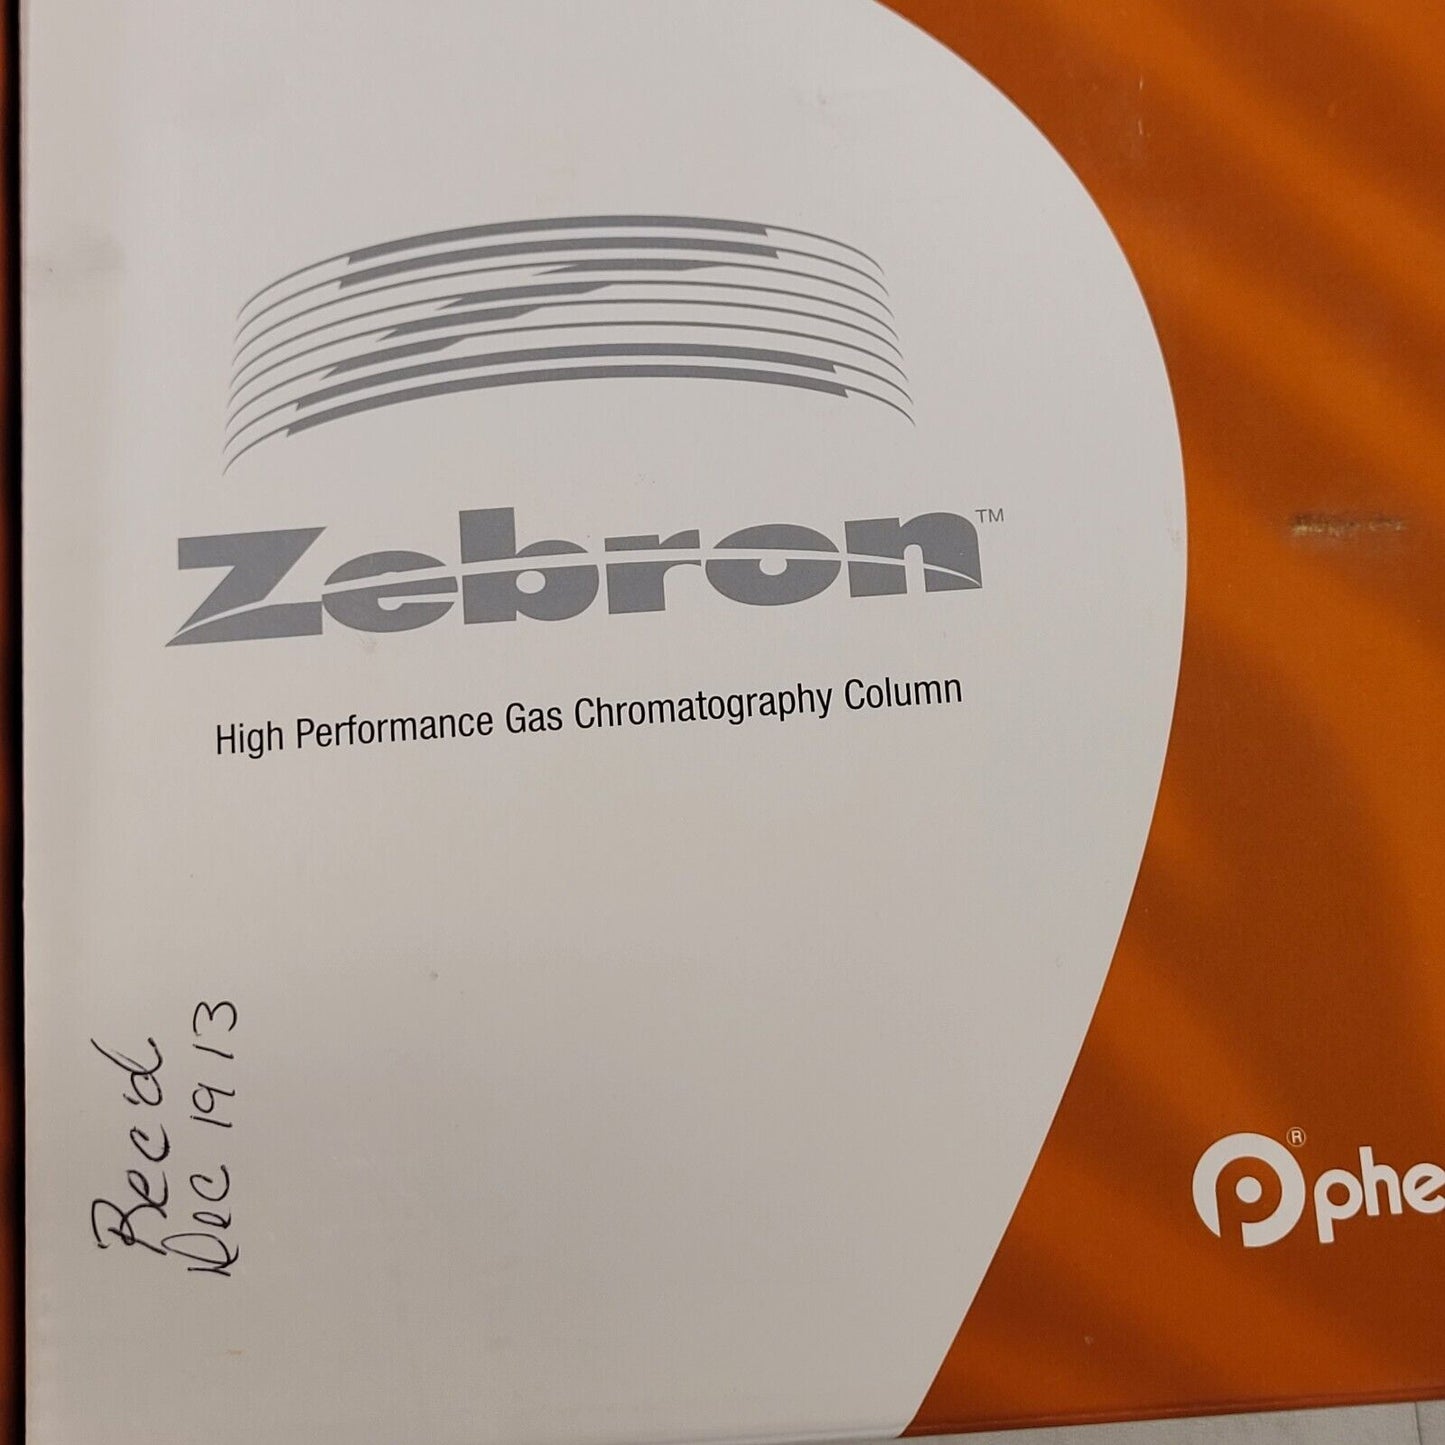 Zebron™
High Performance Gas Chromatography Column
Rec'd
Dec 19 13
® phe